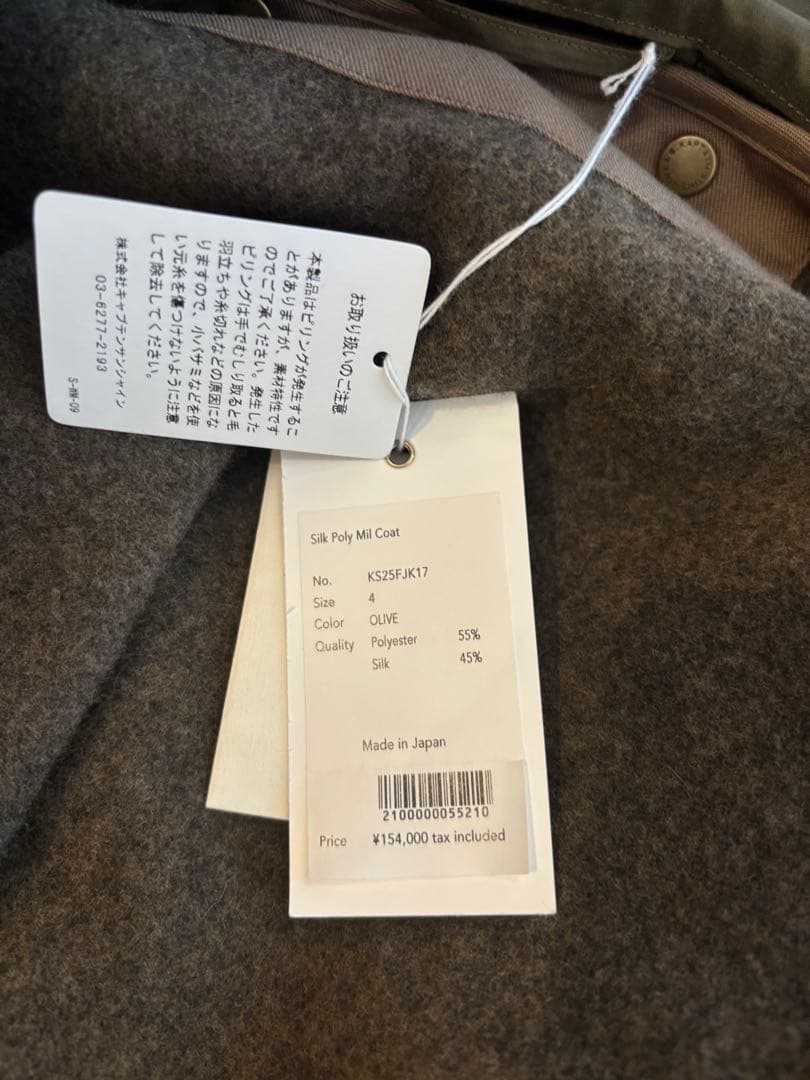 お取り扱いのご注意
本製品はピリングが発生するこ
とがありますが、素材特性です
のでご了承ください。発生した
ピリングは手でむしり取ると毛
羽立ちや糸切れなどの原因にな
りますので、小バサミなどを使
い元糸を傷つけないように注意
して除去してください。
株式会社キャプテンサンシャイン
03-6277-2193
S-WW-09
Silk Poly Mil Coat
No. KS25FJK17
Size 4
Color OLIVE
Quality Polyester 55%
Silk 45%
Made in Japan
2100000055210
Price ¥154,000 tax included